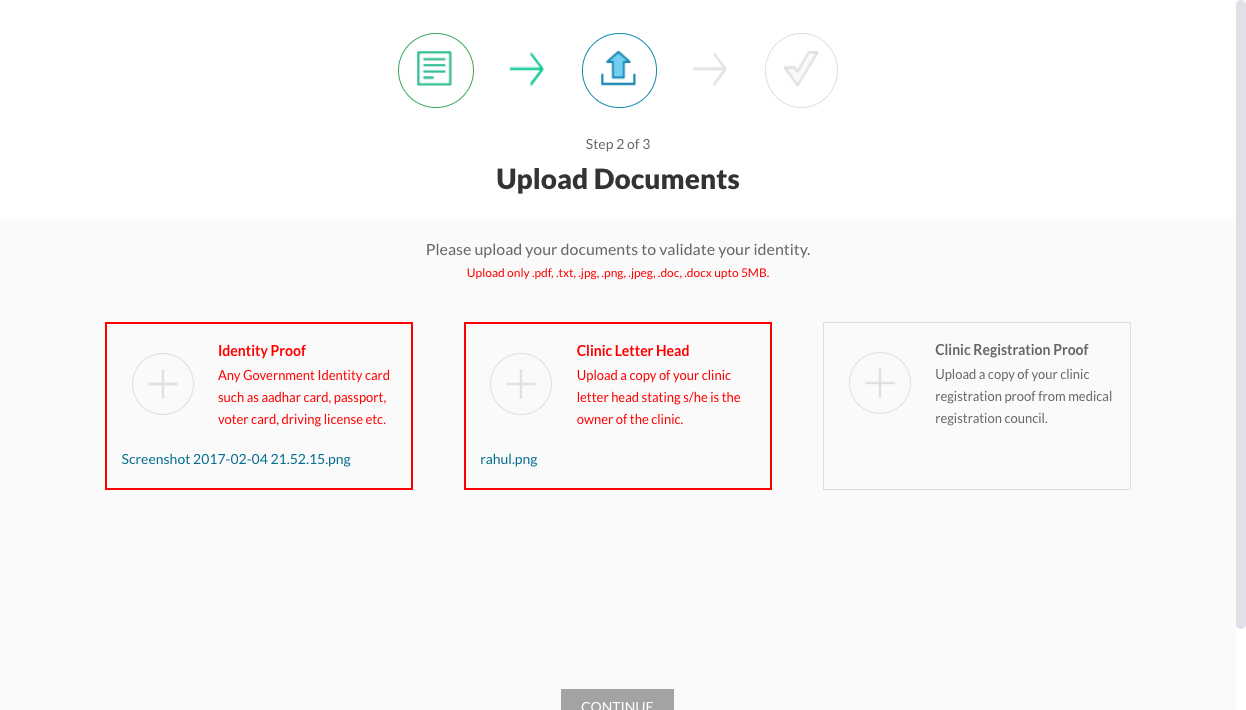 Step 2 of 3
Upload Documents
Please upload your documents to validate your identity.
Upload only .pdf, .txt, .jpg, .png, .jpeg, .doc, .docx upto 5MB.
Identity Proof
Any Government Identity card
such as aadhar card, passport,
voter card, driving license etc.
Screenshot 2017-02-04 21.52.15.png
Clinic Letter Head
Upload a copy of your clinic
letter head stating s/he is the
owner of the clinic.
rahul.png
Clinic Registration Proof
Upload a copy of your clinic
registration proof from medical
registration council.
CONTINUE